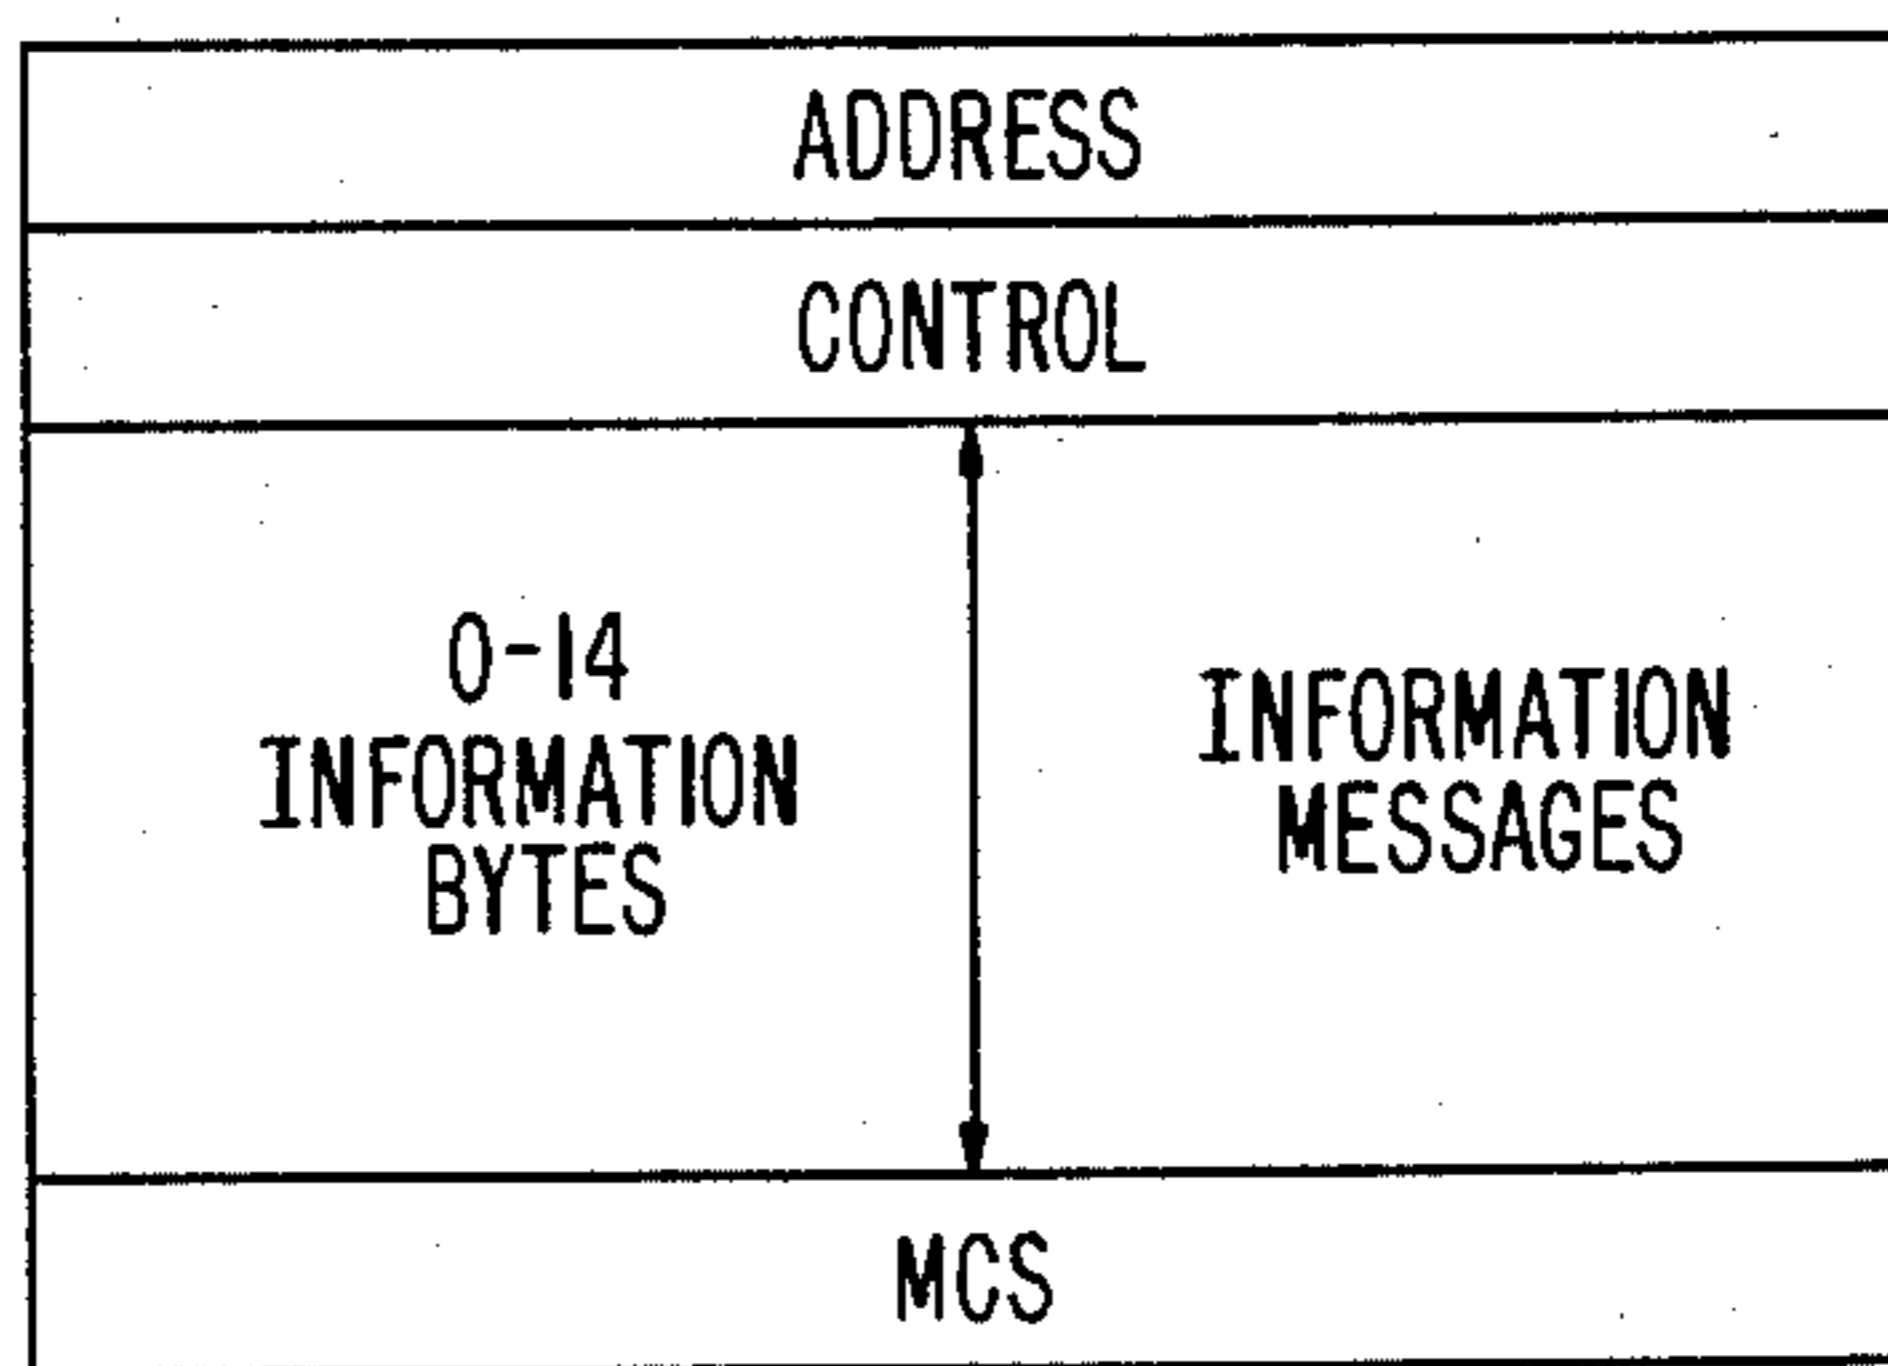 ADDRESS
CONTROL
0-14
INFORMATION
BYTES
INFORMATION
MESSAGES
MCS